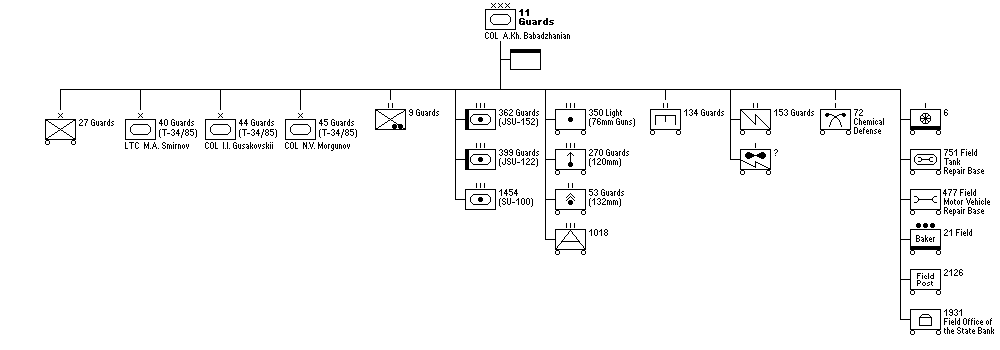 11
Guards
COL A.Kh. Babadzhanian
27 Guards
40 Guards
(T-34/85)
LTC M.A. Smirnov
44 Guards
(T-34/85)
COL I.I. Gusakovskii
45 Guards
(T-34/85)
COL N.V. Morgunov
9 Guards
362 Guards
(JSU-152)
399 Guards
(JSU-122)
1454
(SU-100)
350 Light
(76mm Guns)
270 Guards
(120mm)
53 Guards
(132mm)
1018
134 Guards
153 Guards
?
72
Chemical
Defense
6
751 Field
Tank
Repair Base
477 Field
Motor Vehicle
Repair Base
Baker
21 Field
Field
Post
2126
1931
Field Office of
the State Bank